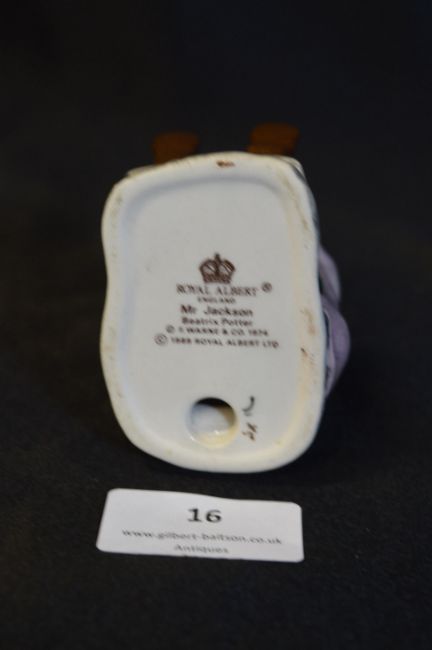 ROYAL ALBERT ®
ENGLAND
Mr Jackson
Beatrix Potter
© F WARNE & CO. 1974
© 1989 ROYAL ALBERT LTD
16
www.gilbert-baitson.co.uk
Antiques